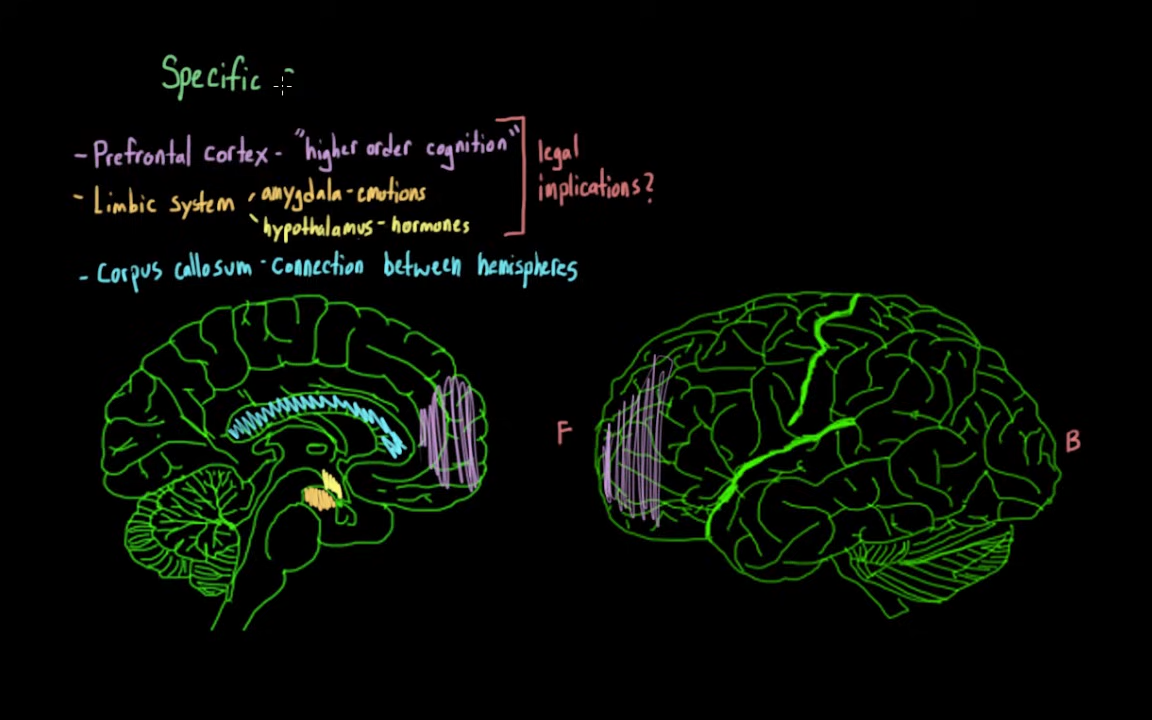 Specific
- Prefrontal cortex - "higher order cognition"
- Limbic system
amygdala - emotions
hypothalamus - hormones
legal
implications?
- Corpus callosum - Connection between hemispheres
F
B